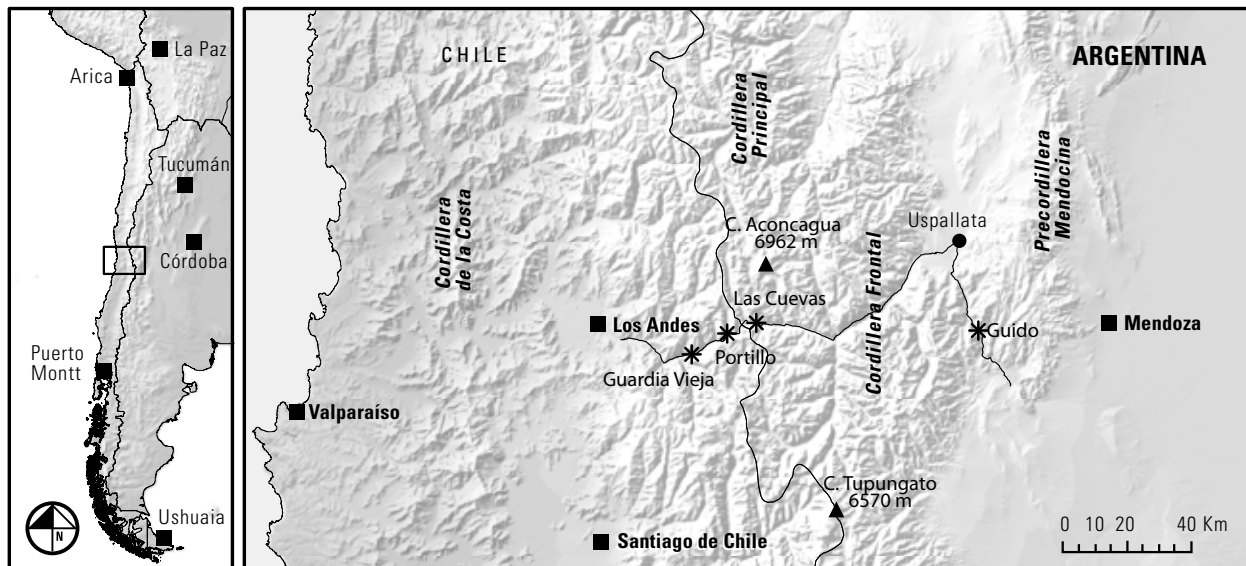 La Paz
Arica
Tucumán
Córdoba
Puerto
Montt
Ushuaia
N
CHILE
ARGENTINA
Cordillera
Principal
Precordillera
Mendocina
Cordillera
de la Costa
C. Aconcagua
6962 m
Uspallata
Las Cuevas
Cordillera Frontal
Los Andes
Portillo
Guido
Mendoza
Guardia Vieja
Valparaíso
C. Tupungato
6570 m
Santiago de Chile
0 10 20 40 Km